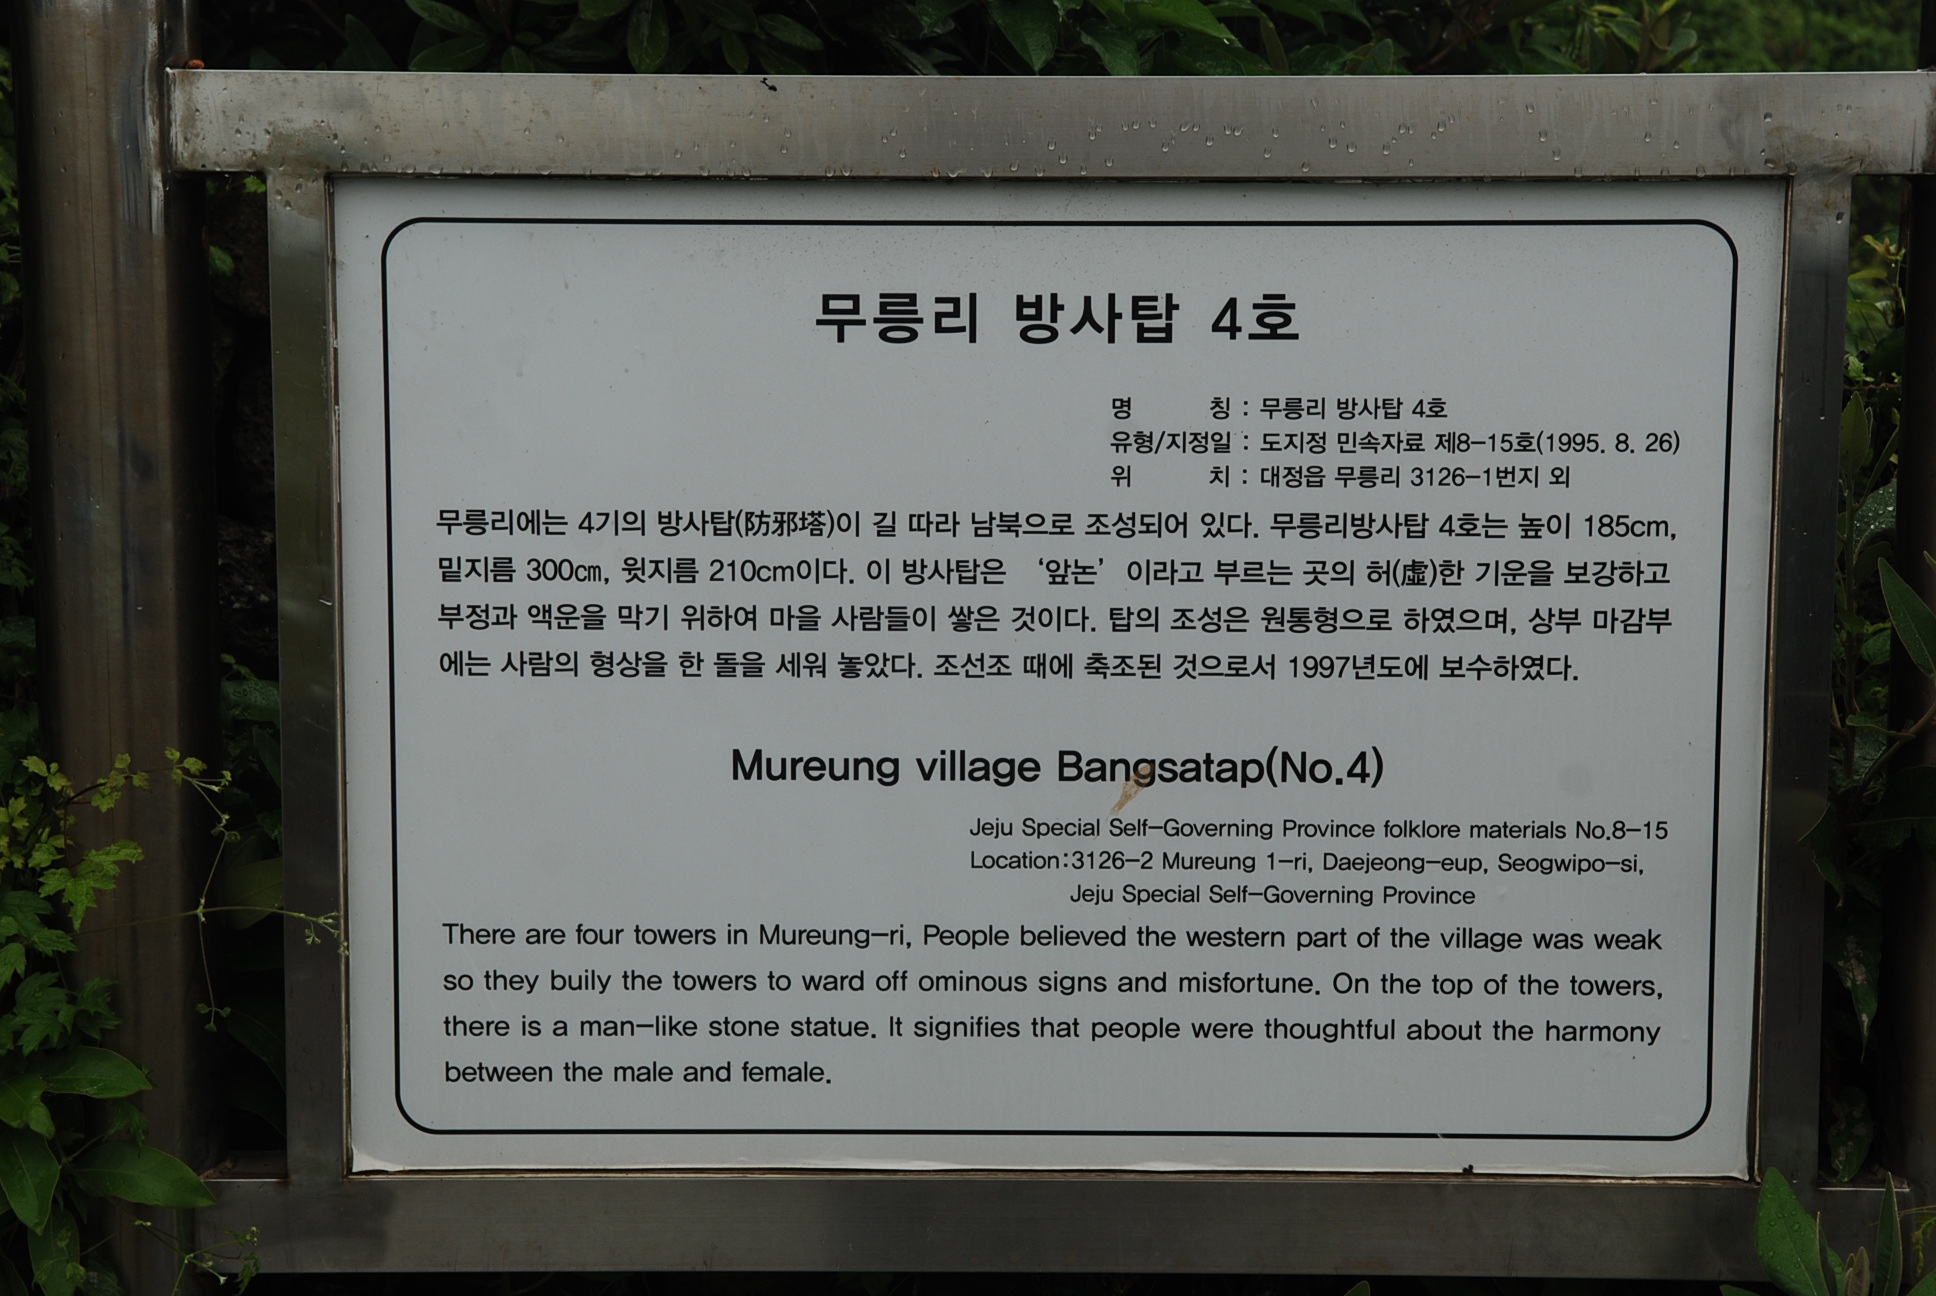 무릉리 방사탑 4호
명 칭 : 무릉리 방사탑 4호
유형/지정일 : 도지정 민속자료 제8-15호(1995. 8. 26)
위 치 : 대정읍 무릉리 3126-1번지 외
무릉리에는 4기의 방사탑(防邪塔)이 길 따라 남북으로 조성되어 있다. 무릉리방사탑 4호는 높이 185cm,
밑지름 300㎝, 윗지름 210cm이다. 이 방사탑은 ‘앞논’ 이라고 부르는 곳의 허(虛)한 기운을 보강하고
부정과 액운을 막기 위하여 마을 사람들이 쌓은 것이다. 탑의 조성은 원통형으로 하였으며, 상부 마감부
에는 사람의 형상을 한 돌을 세워 놓았다. 조선조 때에 축조된 것으로서 1997년도에 보수하였다.
Mureung village Bangsatap(No.4)
Jeju Special Self-Governing Province folklore materials No.8-15
Location:3126-2 Mureung 1-ri, Daejeong-eup, Seogwipo-si,
Jeju Special Self-Governing Province
There are four towers in Mureung-ri, People believed the western part of the village was weak
so they buily the towers to ward off ominous signs and misfortune. On the top of the towers,
there is a man-like stone statue. It signifies that people were thoughtful about the harmony
between the male and female.